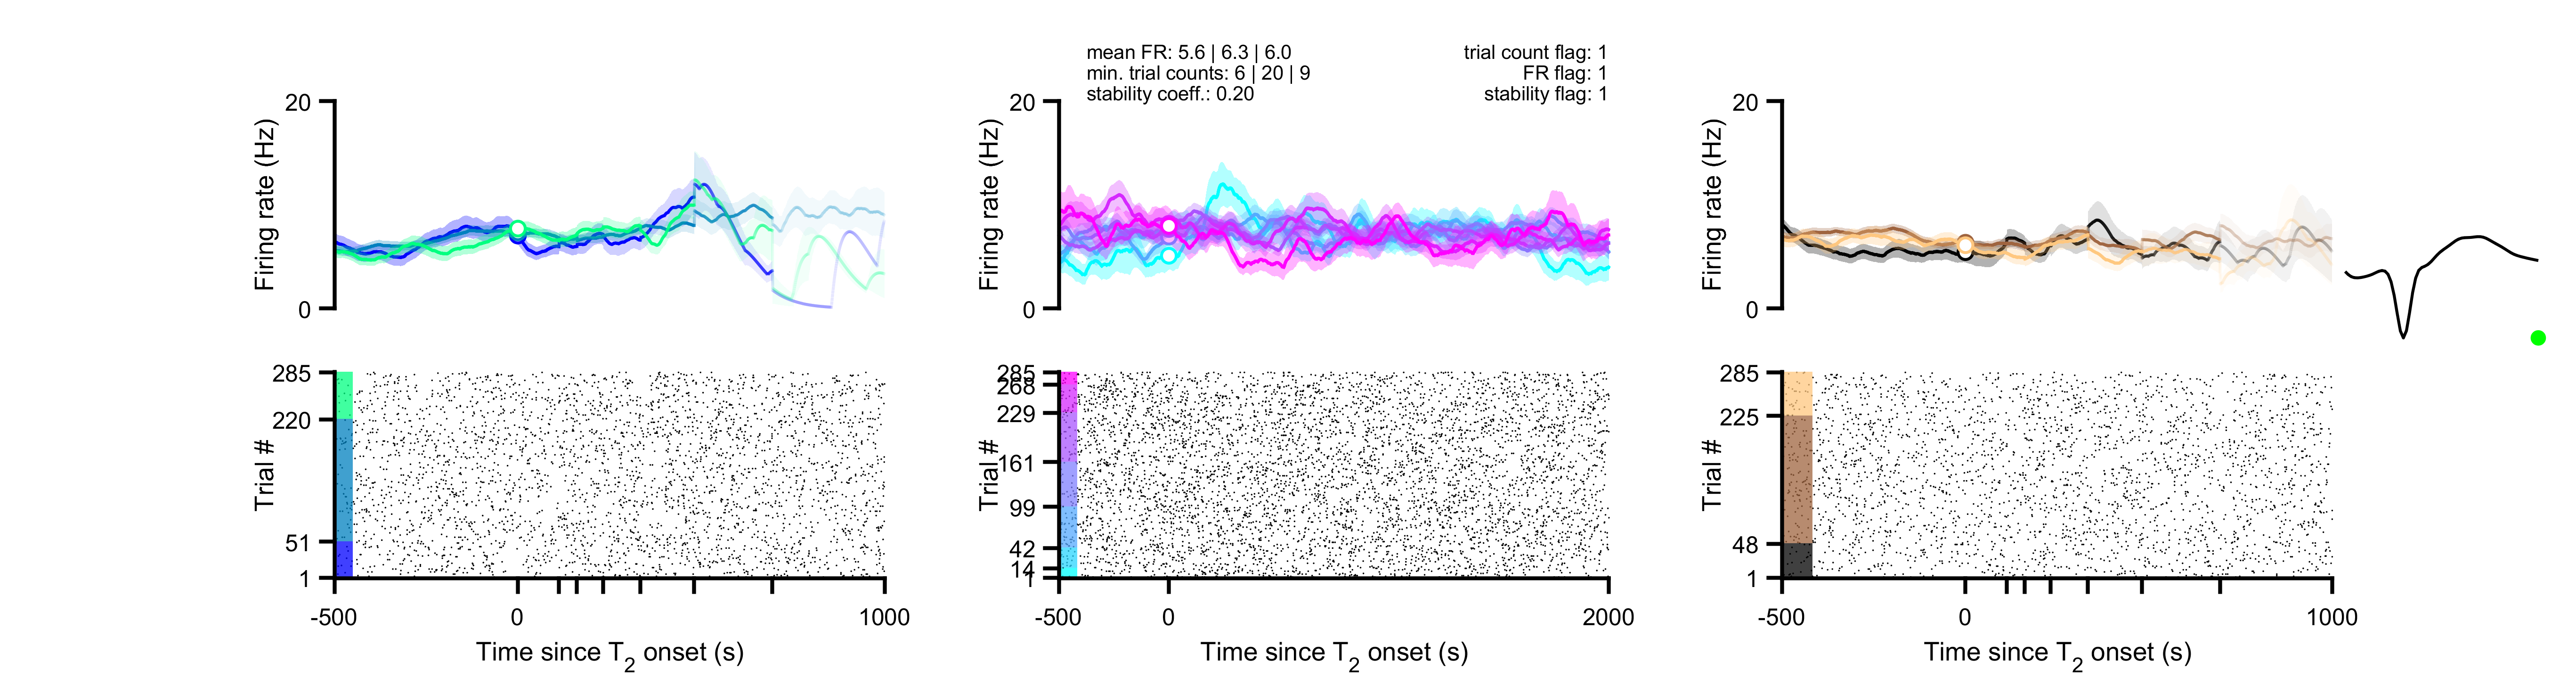 mean FR: 5.6 | 6.3 | 6.0
min. trial counts: 6 | 20 | 9
stability coeff.: 0.20
trial count flag: 1
FR flag: 1
stability flag: 1
20
0
Firing rate (Hz)
20
0
Firing rate (Hz)
20
0
Firing rate (Hz)
285
220
51
1
Trial #
-500
0
1000
Time since T2 onset (s)
285
268
229
161
99
42
14
Trial #
-500
0
2000
Time since T2 onset (s)
285
225
48
1
Trial #
-500
0
1000
Time since T2 onset (s)